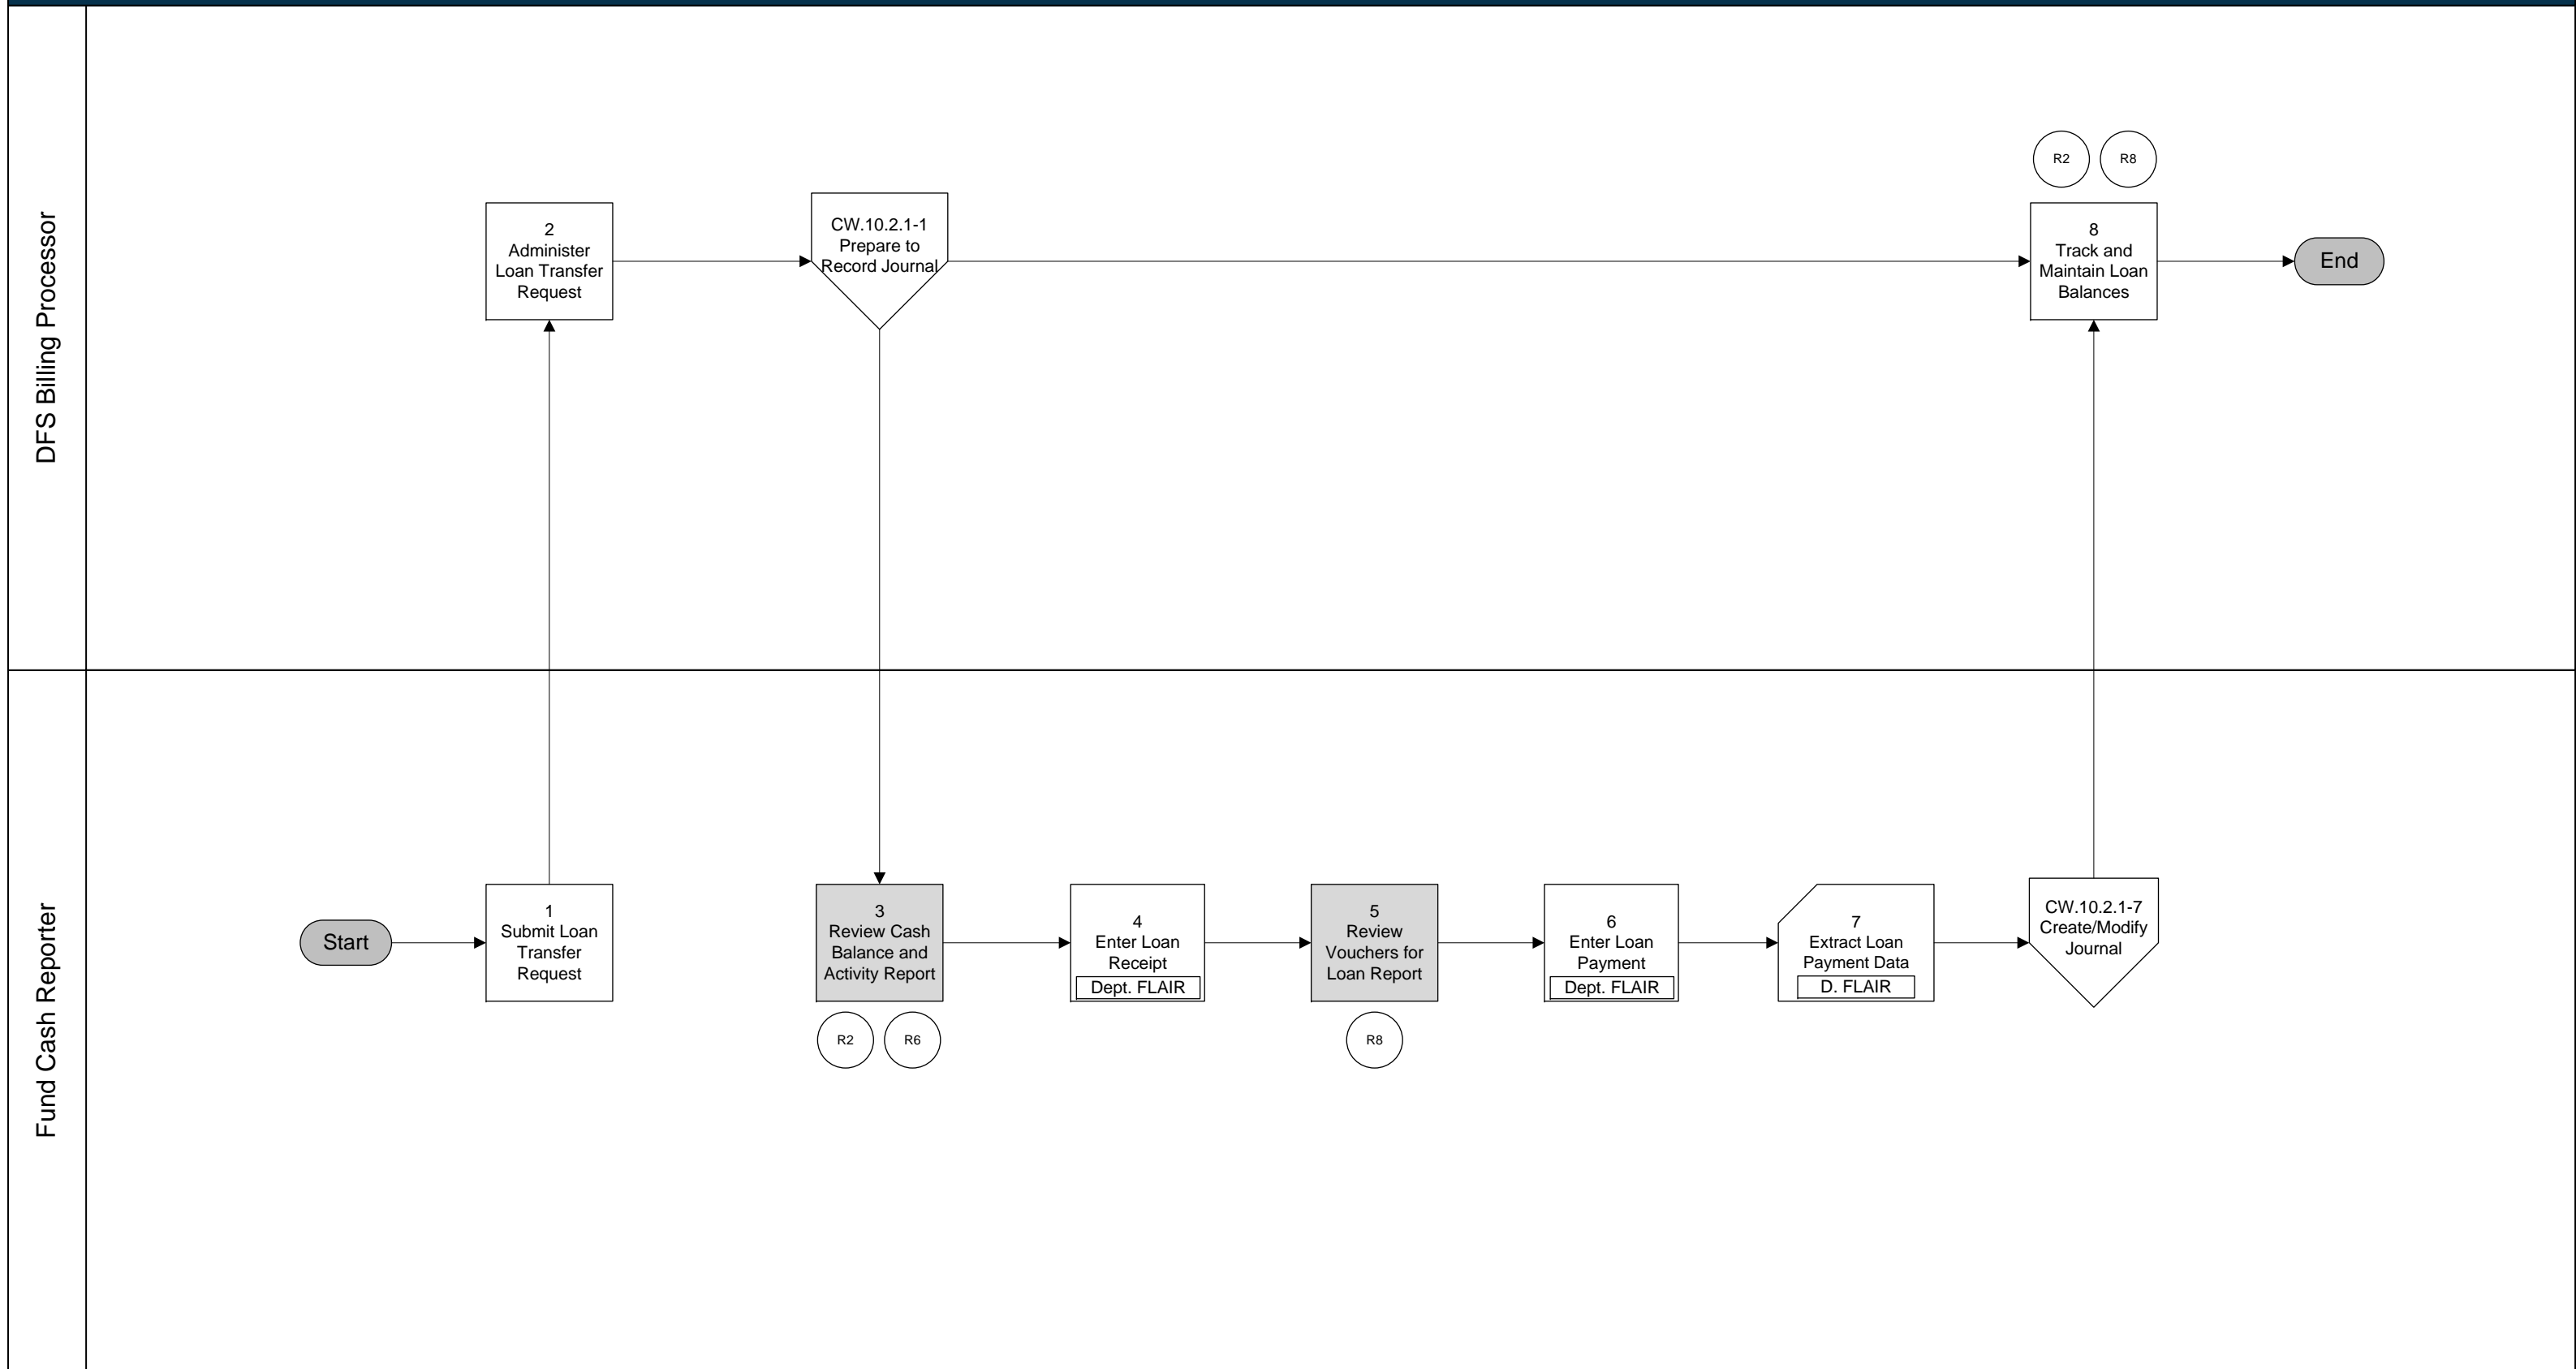 DFS Billing Processor
2
Administer
Loan Transfer
Request
CW.10.2.1-1
Prepare to
Record Journal
R2
R8
8
Track and
Maintain Loan
Balances
End
Fund Cash Reporter
Start
1
Submit Loan
Transfer
Request
3
Review Cash
Balance and
Activity Report
R2
R6
4
Enter Loan
Receipt
Dept. FLAIR
5
Review
Vouchers for
Loan Report
R8
6
Enter Loan
Payment
Dept. FLAIR
7
Extract Loan
Payment Data
D. FLAIR
CW.10.2.1-7
Create/Modify
Journal